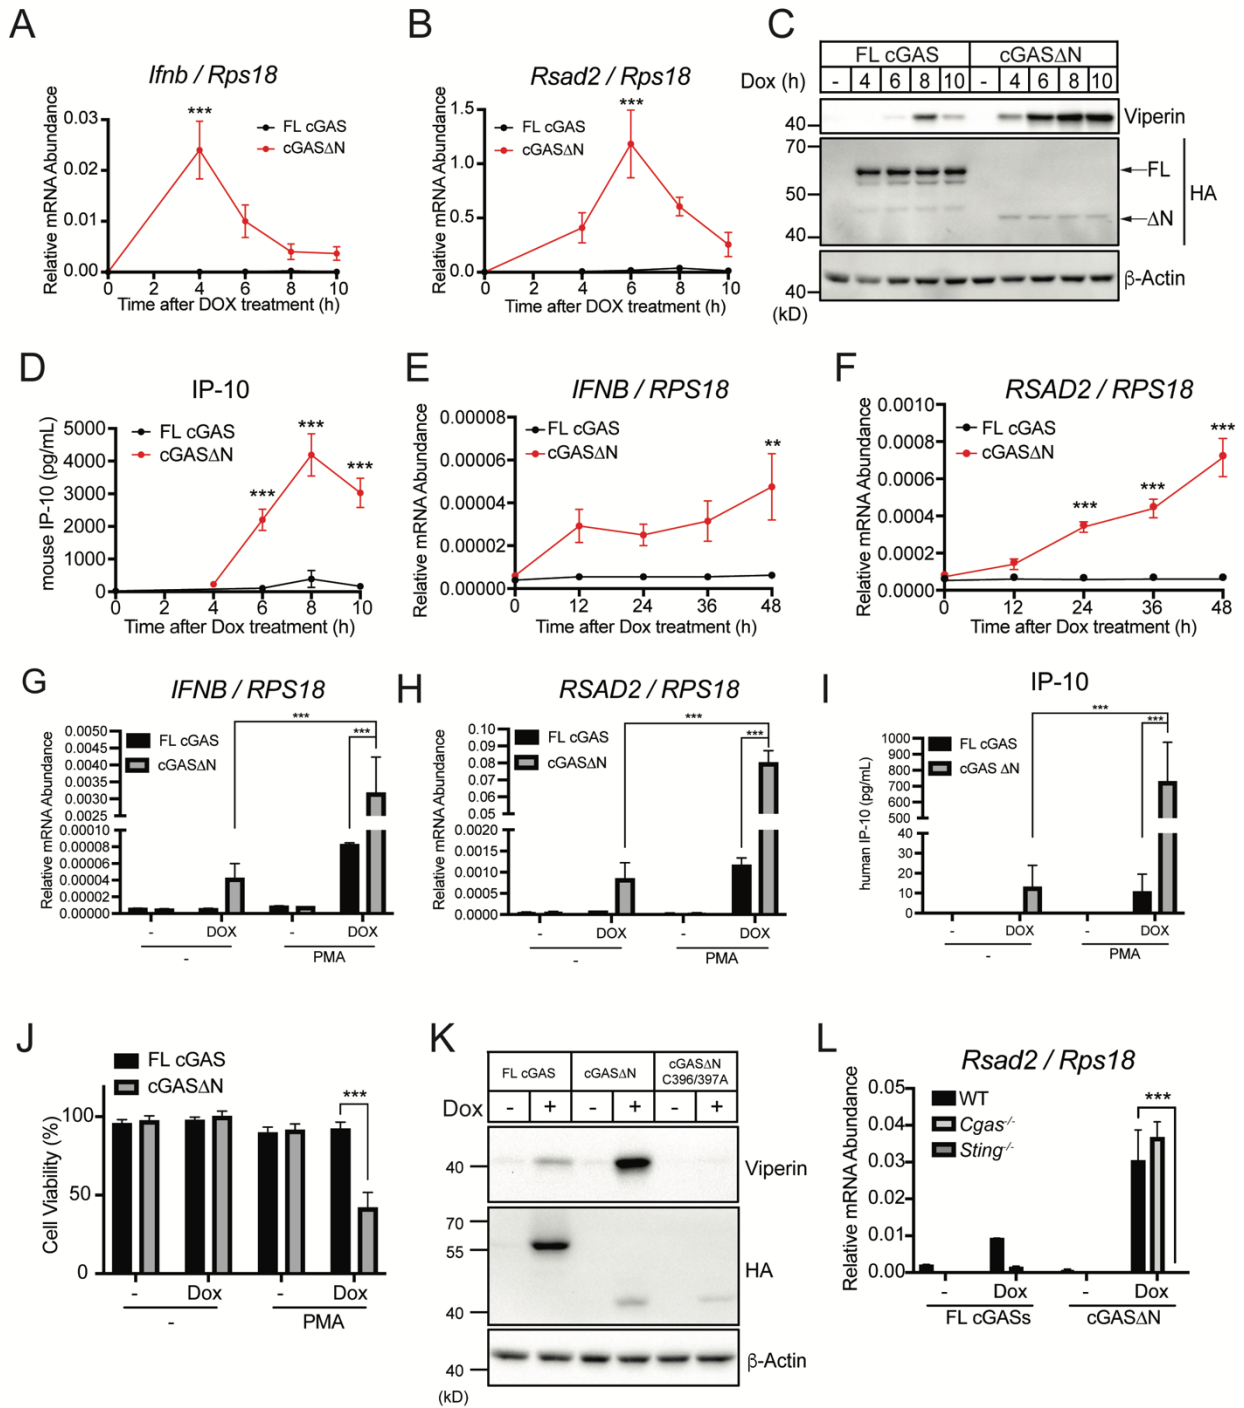 A
Ifnb / Rps18
Relative mRNA Abundance
0.03
0.02
0.01
0.00
***
FL cGAS
cGASΔN
0 2 4 6 8 10
Time after DOX treatment (h)
B
Rsad2 / Rps18
Relative mRNA Abundance
1.5
1.0
0.5
0.0
***
FL cGAS
cGASΔN
0 2 4 6 8 10
Time after DOX treatment (h)
C
FL cGAS cGASΔN
Dox (h) - 4 6 8 10 - 4 6 8 10
40 Viperin
70
50
40
FL
ΔN
HA
40 β-Actin
(kD)
D
IP-10
mouse IP-10 (pg/mL)
5000
4000
3000
2000
1000
0
FL cGAS
cGASΔN
***
***
***
0 2 4 6 8 10
Time after Dox treatment (h)
E
IFNB / RPS18
Relative mRNA Abundance
0.00008
0.00006
0.00004
0.00002
0.00000
FL cGAS
cGASΔN
**
0 12 24 36 48
Time after Dox treatment (h)
F
RSAD2 / RPS18
Relative mRNA Abundance
0.0010
0.0008
0.0006
0.0004
0.0002
0.0000
FL cGAS
cGASΔN
***
***
***
0 12 24 36 48
Time after Dox treatment (h)
G
IFNB / RPS18
Relative mRNA Abundance
0.0050
0.0045
0.0040
0.0035
0.0030
0.00010
0.00008
0.00006
0.00004
0.00002
0.00000
FL cGAS
cGASΔN
***
***
- DOX - DOX
- PMA
H
RSAD2 / RPS18
Relative mRNA Abundance
0.10
0.09
0.08
0.07
0.06
0.05
0.0020
0.0015
0.0010
0.0005
0.0000
FL cGAS
cGASΔN
***
***
- DOX - DOX
- PMA
I
IP-10
human IP-10 (pg/mL)
1000
900
800
700
600
500
40
30
20
10
0
FL cGAS
cGAS ΔN
***
***
- DOX - DOX
- PMA
J
FL cGAS
cGASΔN
Cell Viability (%)
100
50
0
***
- Dox - Dox
- PMA
K
FL cGAS cGASΔN cGASΔN
C396/397A
Dox - + - + - +
40 Viperin
70
55
40
HA
40 β-Actin
(kD)
L
Rsad2 / Rps18
Relative mRNA Abundance
0.05
0.04
0.03
0.02
0.01
0.00
WT
Cgas-/-
Sting-/-
***
- Dox - Dox
FL cGASs cGASΔN